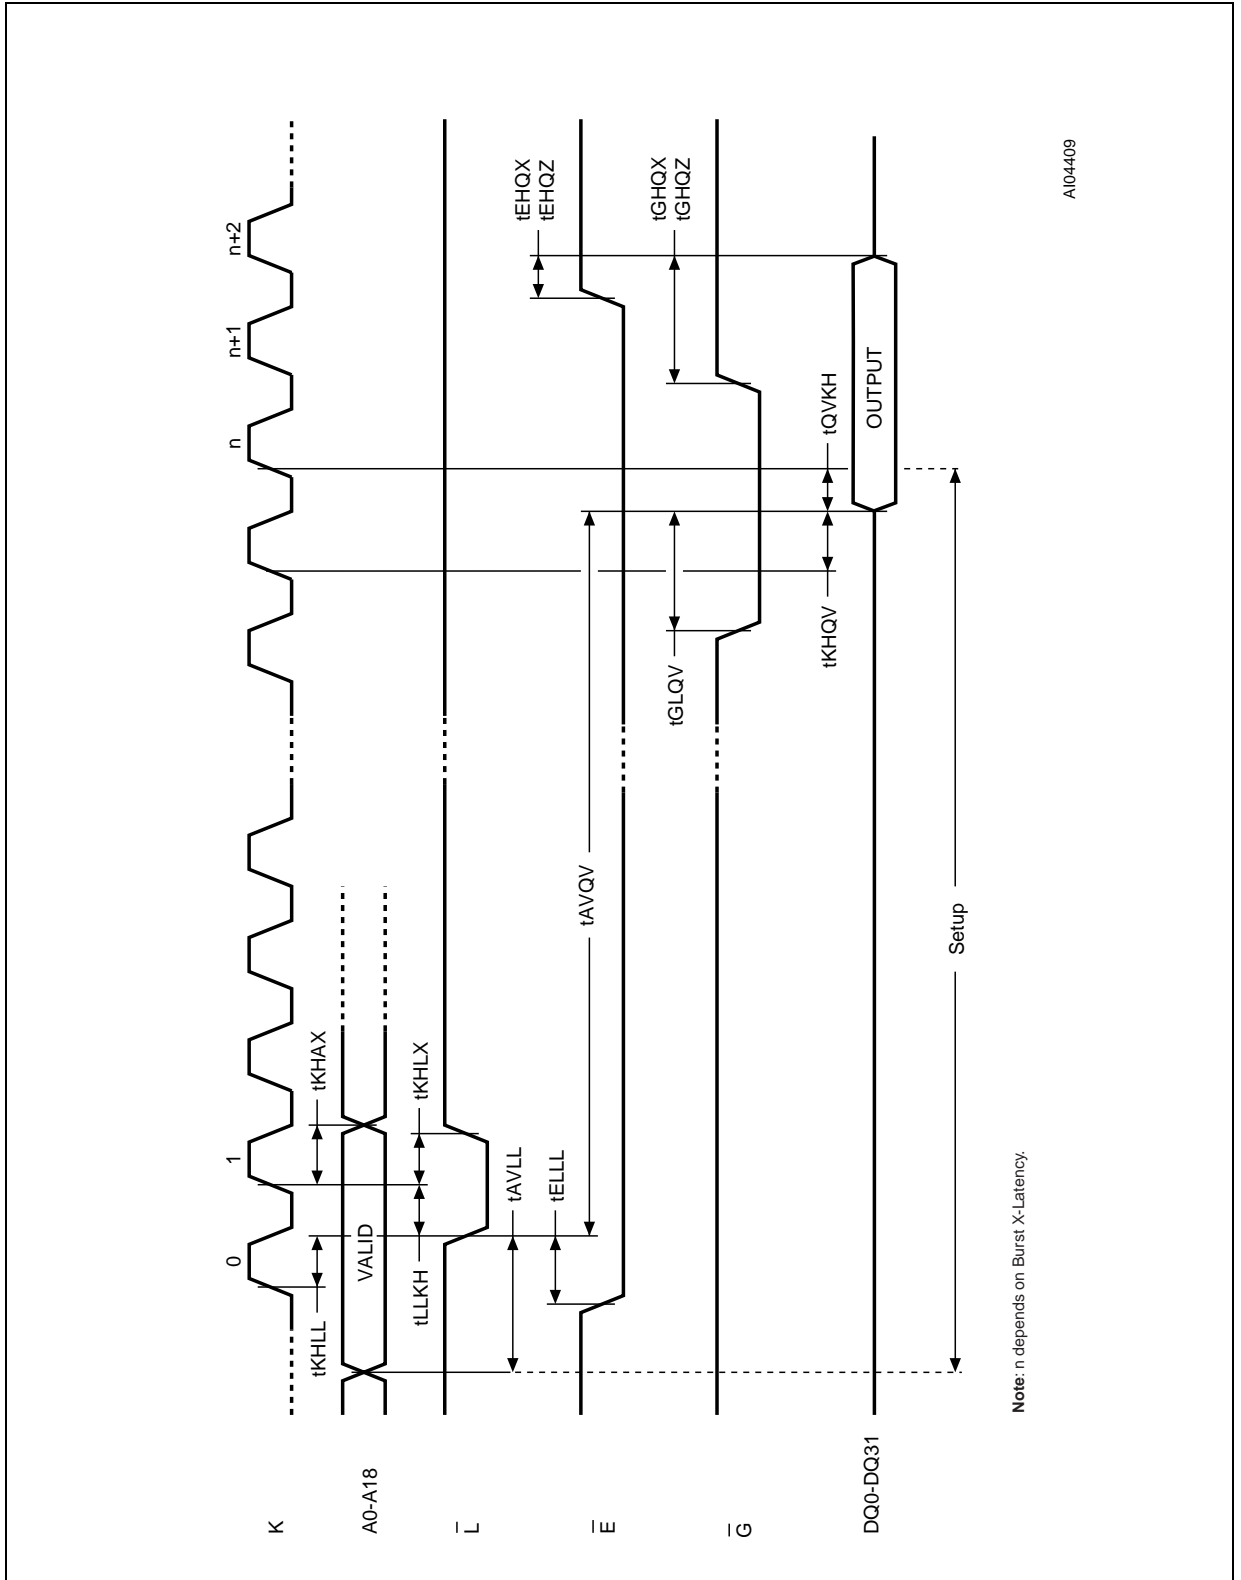 0
1
n
n+1
n+2
K
tKHLL
tKHAX
A0-A18
VALID
tLLKH
tKHLX
L
tAVLL
tEHQX
tEHQZ
tELLL
E
tAVQV
tGHQX
tGHQZ
tGLQV
G
tQVKH
tKHQV
DQ0-DQ31
OUTPUT
Setup
Note: n depends on Burst X-Latency.
AI04409